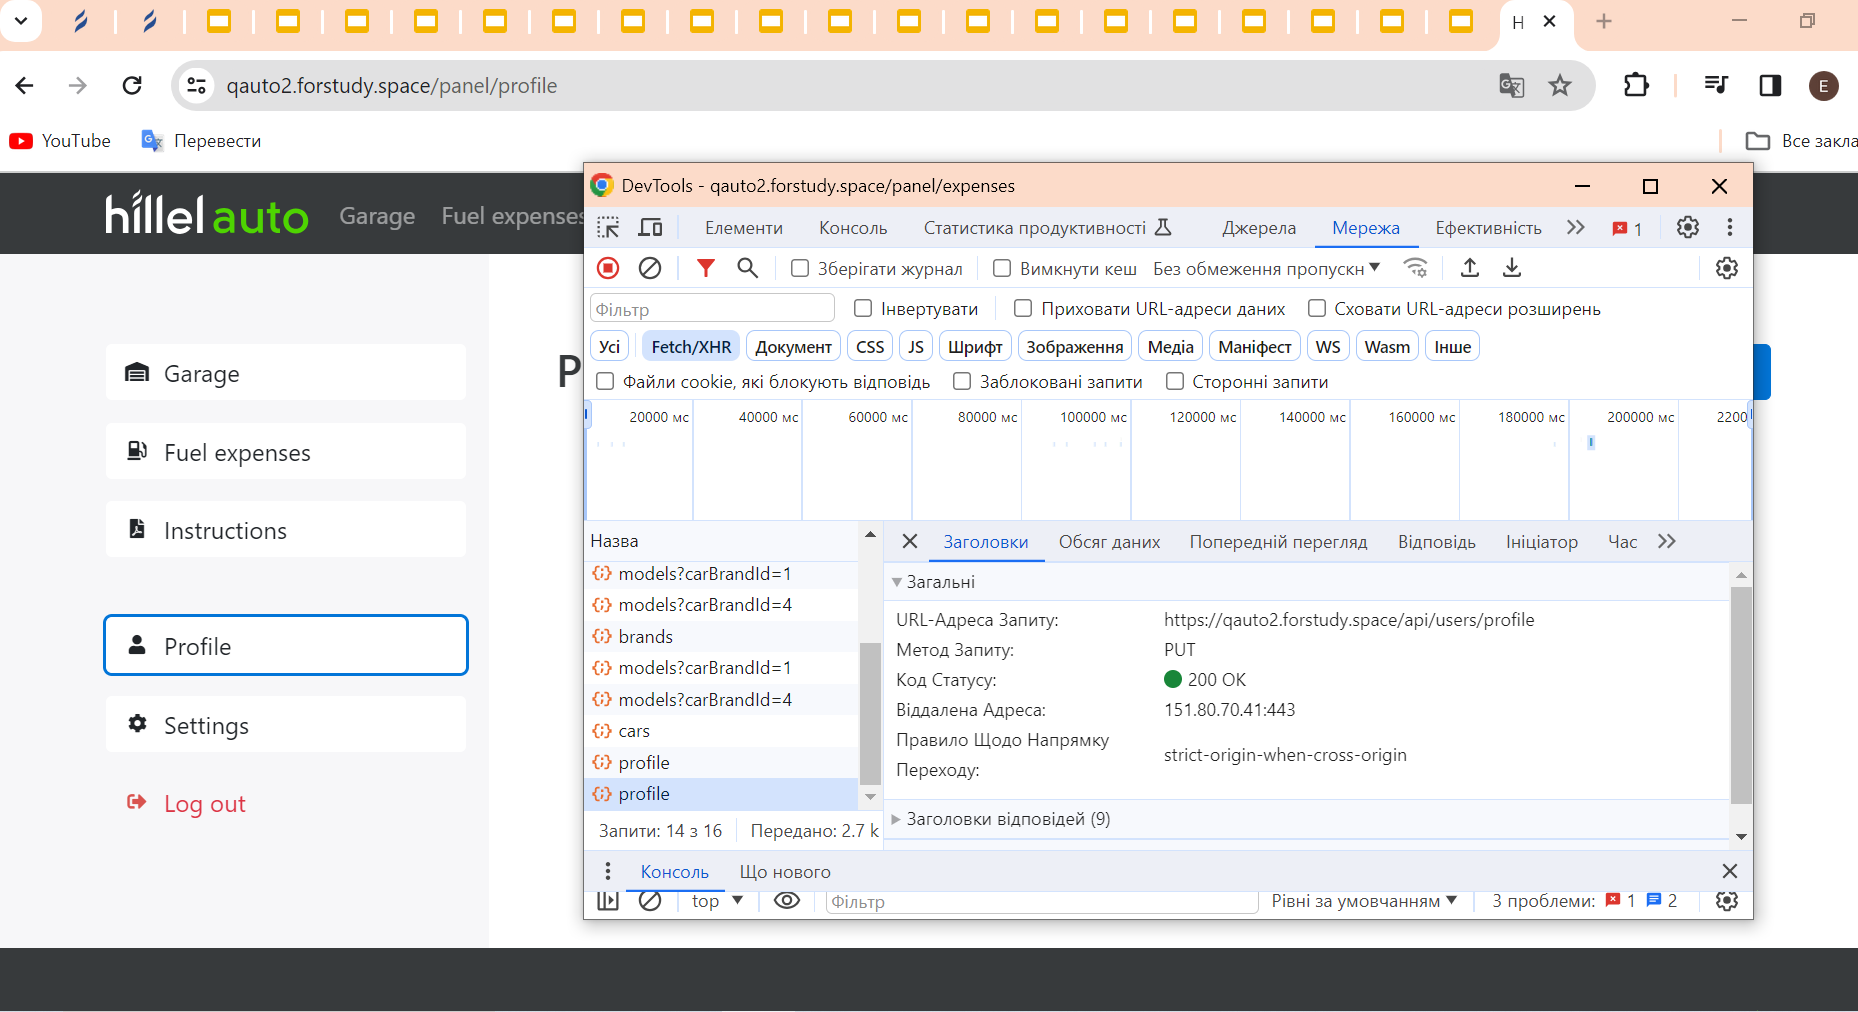 H
qauto2.forstudy.space/panel/profile
E
YouTube
Перевести
Все закла
DevTools - qauto2.forstudy.space/panel/expenses
hillel auto
Garage
Fuel expenses
Елементи
Консоль
Статистика продуктивності
Джерела
Мережа
Ефективність
1
Зберігати журнал
Вимкнути кеш
Без обмеження пропускн
Фільтр
Інвертувати
Приховати URL-адреси даних
Сховати URL-адреси розширень
Усі
Fetch/XHR
Документ
CSS
JS
Шрифт
Зображення
Медіа
Маніфест
WS
Wasm
Інше
Файли cookie, які блокують відповідь
Заблоковані запити
Сторонні запити
20000 мс
40000 мс
60000 мс
80000 мс
100000 мс
120000 мс
140000 мс
160000 мс
180000 мс
200000 мс
2200
Garage
Fuel expenses
Instructions
Profile
Settings
Log out
P
Назва
models?carBrandId=1
models?carBrandId=4
brands
models?carBrandId=1
models?carBrandId=4
cars
profile
profile
Запити: 14 з 16
Передано: 2.7 k
Заголовки
Обсяг даних
Попередній перегляд
Відповідь
Ініціатор
Час
Загальні
URL-Адреса Запиту:
https://qauto2.forstudy.space/api/users/profile
Метод Запиту:
PUT
Код Статусу:
200 OK
Віддалена Адреса:
151.80.70.41:443
Правило Щодо Напрямку
Переходу:
strict-origin-when-cross-origin
Заголовки відповідей (9)
Консоль
Що нового
top
Фільтр
Рівні за умовчанням
3 проблеми:
1
2